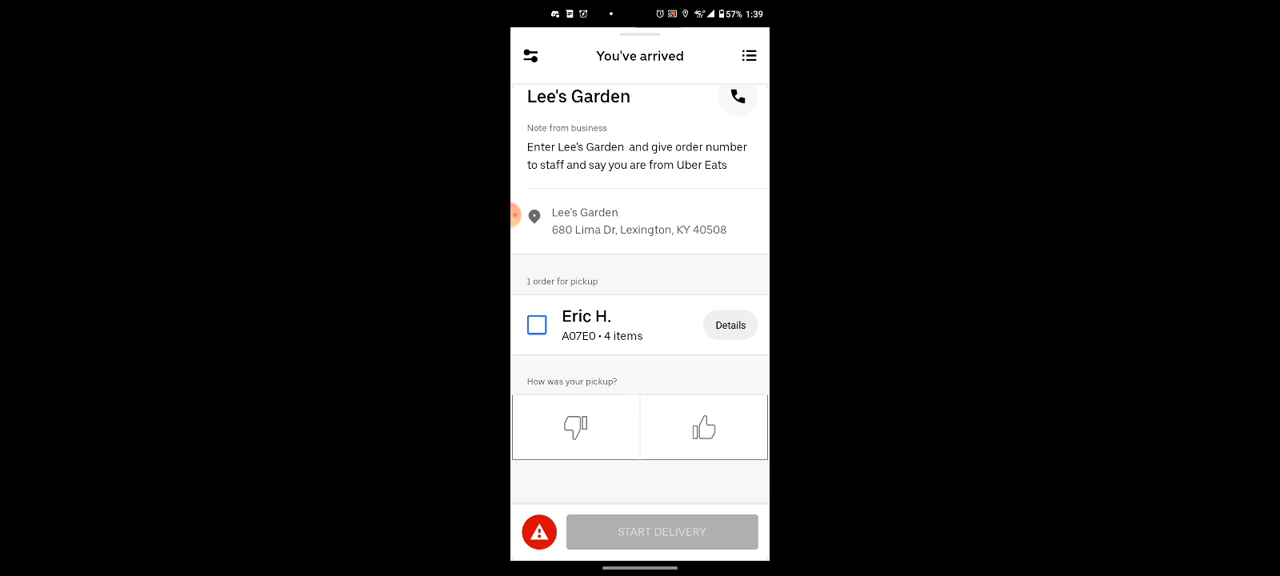 57% 1:39
You've arrived
Lee's Garden
Note from business
Enter Lee's Garden and give order number
to staff and say you are from Uber Eats
Lee's Garden
680 Lima Dr, Lexington, KY 40508
1 order for pickup
Eric H.
Details
A07E0 • 4 items
How was your pickup?
START DELIVERY